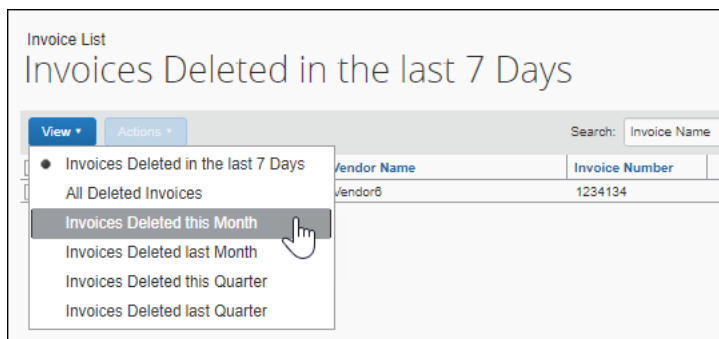 Invoice List
Invoices Deleted in the last 7 Days
View Actions Search: Invoice Name
Invoices Deleted in the last 7 Days Vendor Name Invoice Number
All Deleted Invoices Vendor6 1234134
Invoices Deleted this Month
Invoices Deleted last Month
Invoices Deleted this Quarter
Invoices Deleted last Quarter